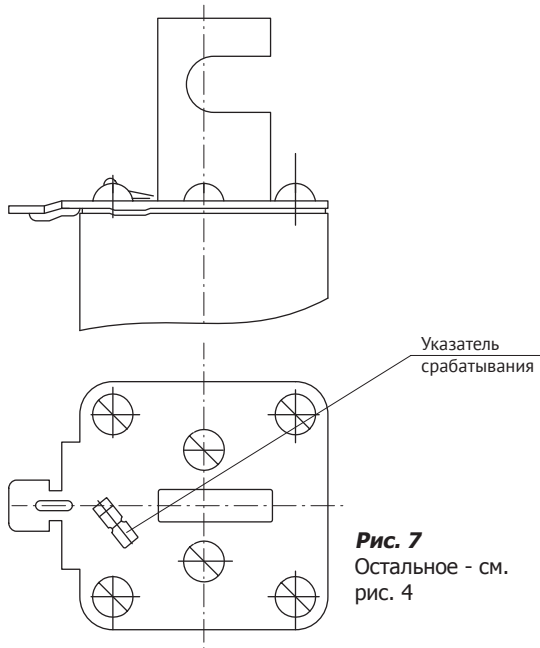 Указатель
срабатывания
Рис. 7
Остальное - см.
рис. 4